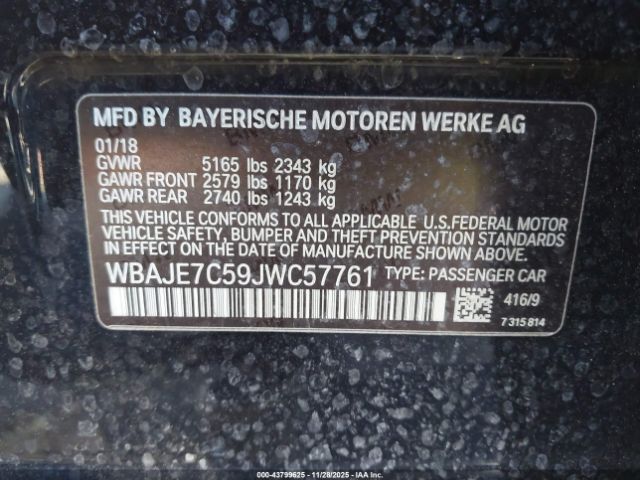 MFD BY BAYERISCHE MOTOREN WERKE AG
01/18
GVWR 5165 lbs 2343 kg
GAWR FRONT 2579 lbs 1170 kg
GAWR REAR 2740 lbs 1243 kg
THIS VEHICLE CONFORMS TO ALL APPLICABLE U.S.FEDERAL MOTOR
VEHICLE SAFETY, BUMPER AND THEFT PREVENTION STANDARDS
IN EFFECT ON THE DATE OF MANUFACTURE SHOWN ABOVE.
WBAJE7C59JWC57761 TYPE: PASSENGER CAR
416/9
7 315 814
000-43799625 - 11/28/2025 - IAAI.CA